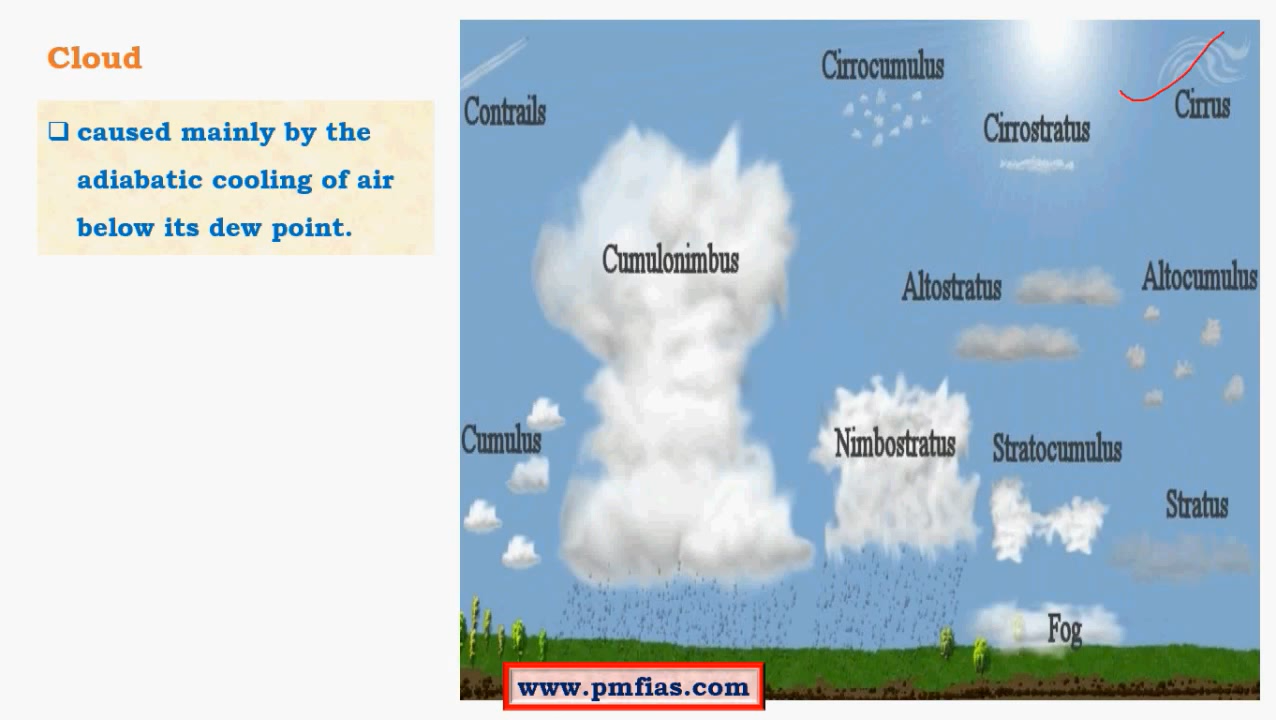 Cloud
❑ caused mainly by the
adiabatic cooling of air
below its dew point.
Contrails
Cirrocumulus
Cirrostratus
Cirrus
Cumulonimbus
Altostratus
Altocumulus
Cumulus
Nimbostratus
Stratocumulus
Stratus
Fog
www.pmfias.com